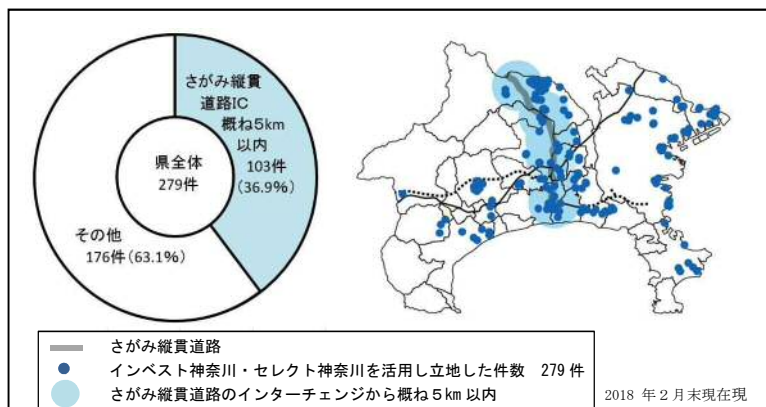 さがみ縦貫
道路IC
概ね5km
以内
103件
(36.9%)
県全体
279件
その他
176件(63.1%)
さがみ縦貫道路
インベスト神奈川・セレクト神奈川を活用し立地した件数 279 件
さがみ縦貫道路のインターチェンジから概ね5km 以内
2018 年2月末現在現